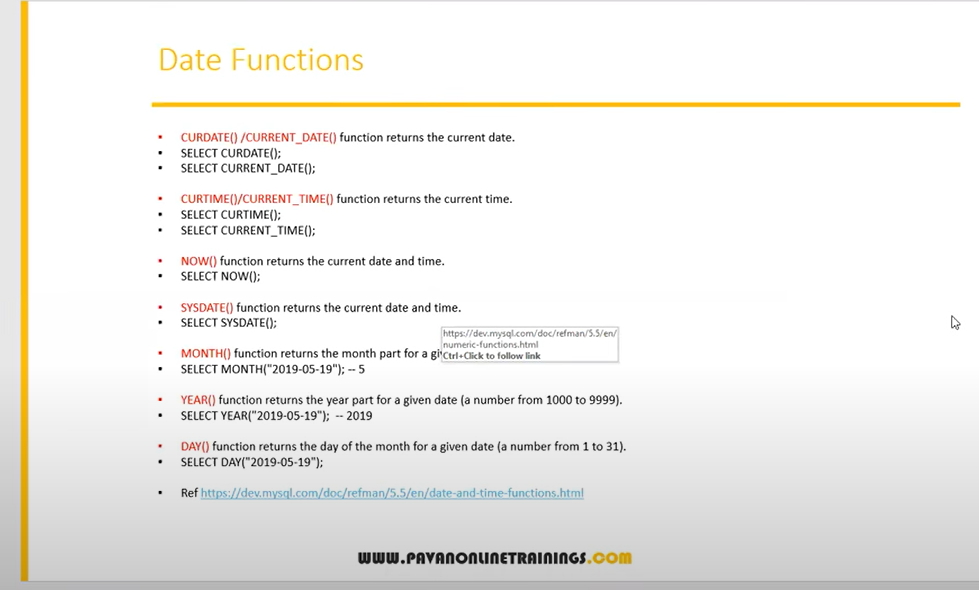 Date Functions
• CURDATE() /CURRENT_DATE() function returns the current date.
• SELECT CURDATE();
• SELECT CURRENT_DATE();
• CURTIME()/CURRENT_TIME() function returns the current time.
• SELECT CURTIME();
• SELECT CURRENT_TIME();
• NOW() function returns the current date and time.
• SELECT NOW();
• SYSDATE() function returns the current date and time.
• SELECT SYSDATE();
https://dev.mysql.com/doc/refman/5.5/en/
numeric-functions.html
Ctrl+Click to follow link
• MONTH() function returns the month part for a
• SELECT MONTH("2019-05-19"); -- 5
• YEAR() function returns the year part for a given date (a number from 1000 to 9999).
• SELECT YEAR("2019-05-19"); -- 2019
• DAY() function returns the day of the month for a given date (a number from 1 to 31).
• SELECT DAY("2019-05-19");
• Ref https://dev.mysql.com/doc/refman/5.5/en/date-and-time-functions.html
WWW.PAVANONLINETRAININGS.COM